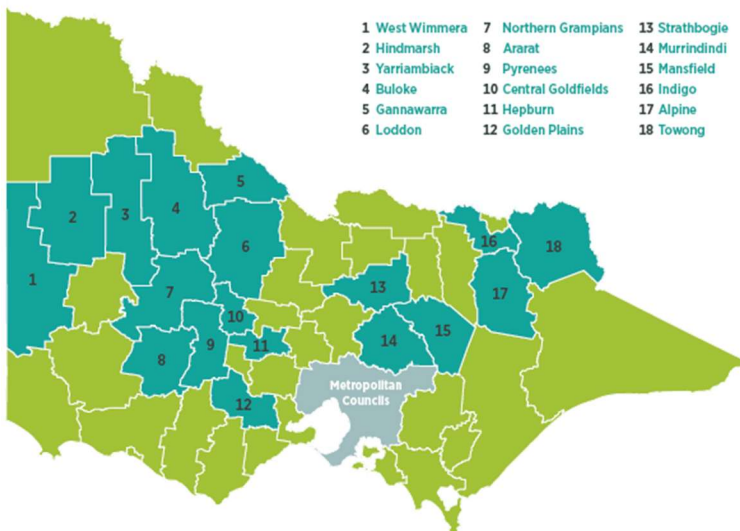 1 West Wimmera
2 Hindmarsh
3 Yarriambiack
4 Buloke
5 Gannawarra
6 Loddon
7 Northern Grampians
8 Ararat
9 Pyrenees
10 Central Goldfields
11 Hepburn
12 Golden Plains
13 Strathbogie
14 Murrindindi
15 Mansfield
16 Indigo
17 Alpine
18 Towong
5
2
3
4
6
16
18
1
7
13
17
10
14
15
8
9
11
Metropolitan
Councils
12